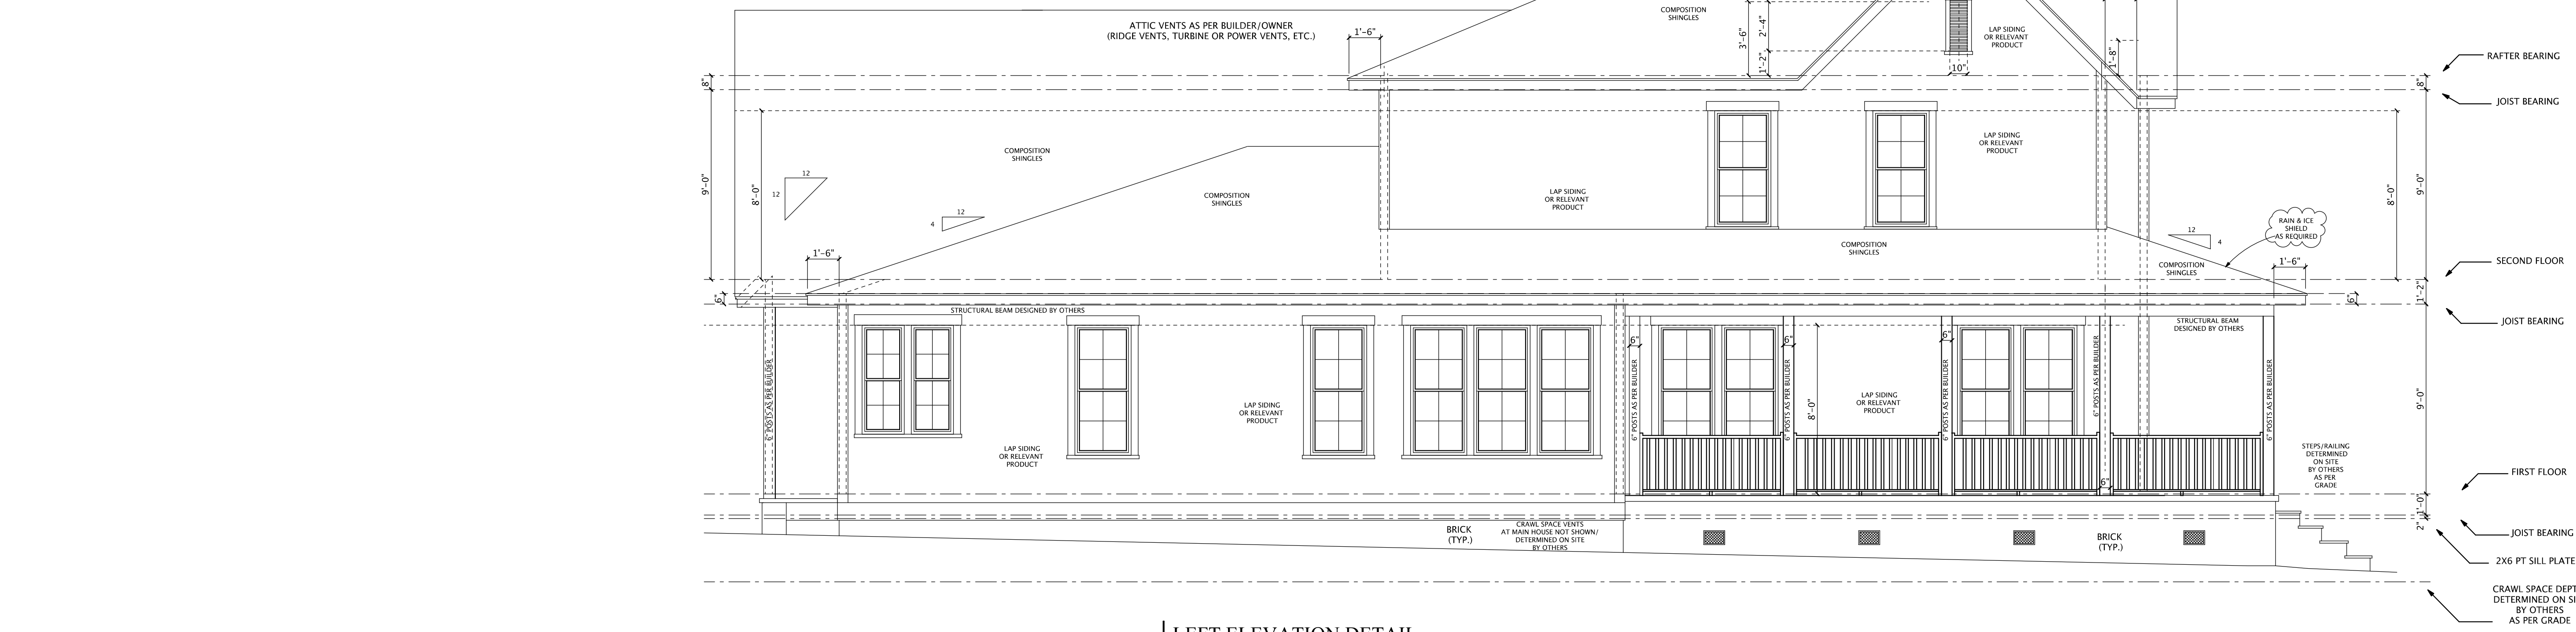 ATTIC VENTS AS PER BUILDER/OWNER
(RIDGE VENTS, TURBINE OR POWER VENTS, ETC.)
COMPOSITION
SHINGLES
1'-6"
3'-6"
2'-4"
1'-2"
LAP SIDING
OR RELEVANT
PRODUCT
10"
1'-8"
RAFTER BEARING
8"
8"
JOIST BEARING
COMPOSITION
SHINGLES
LAP SIDING
OR RELEVANT
PRODUCT
9'-0"
8'-0"
12
12
12
4
COMPOSITION
SHINGLES
LAP SIDING
OR RELEVANT
PRODUCT
8'-0"
9'-0"
RAIN & ICE
SHIELD
AS REQUIRED
12
4
COMPOSITION
SHINGLES
COMPOSITION
SHINGLES
1'-6"
1'-6"
SECOND FLOOR
6"
6"
1'-2"
STRUCTURAL BEAM DESIGNED BY OTHERS
STRUCTURAL BEAM
DESIGNED BY OTHERS
JOIST BEARING
6"
6"
6"
6" POSTS AS PER BUILDER
6" POSTS AS PER BUILDER
6" POSTS AS PER BUILDER
6" POSTS AS PER BUILDER
6" POSTS AS PER BUILDER
6" POSTS AS PER BUILDER
LAP SIDING
OR RELEVANT
PRODUCT
LAP SIDING
OR RELEVANT
PRODUCT
8'-0"
LAP SIDING
OR RELEVANT
PRODUCT
9'-0"
STEPS/RAILING
DETERMINED
ON SITE
BY OTHERS
AS PER
GRADE
FIRST FLOOR
6"
1'-0"
2"
BRICK
(TYP.)
CRAWL SPACE VENTS
AT MAIN HOUSE NOT SHOWN/
DETERMINED ON SITE
BY OTHERS
BRICK
(TYP.)
JOIST BEARING
2X6 PT SILL PLATE
CRAWL SPACE
DETERMINED ON
BY OTHERS
AS PER GRADE
LEFT ELEVATION DETAIL